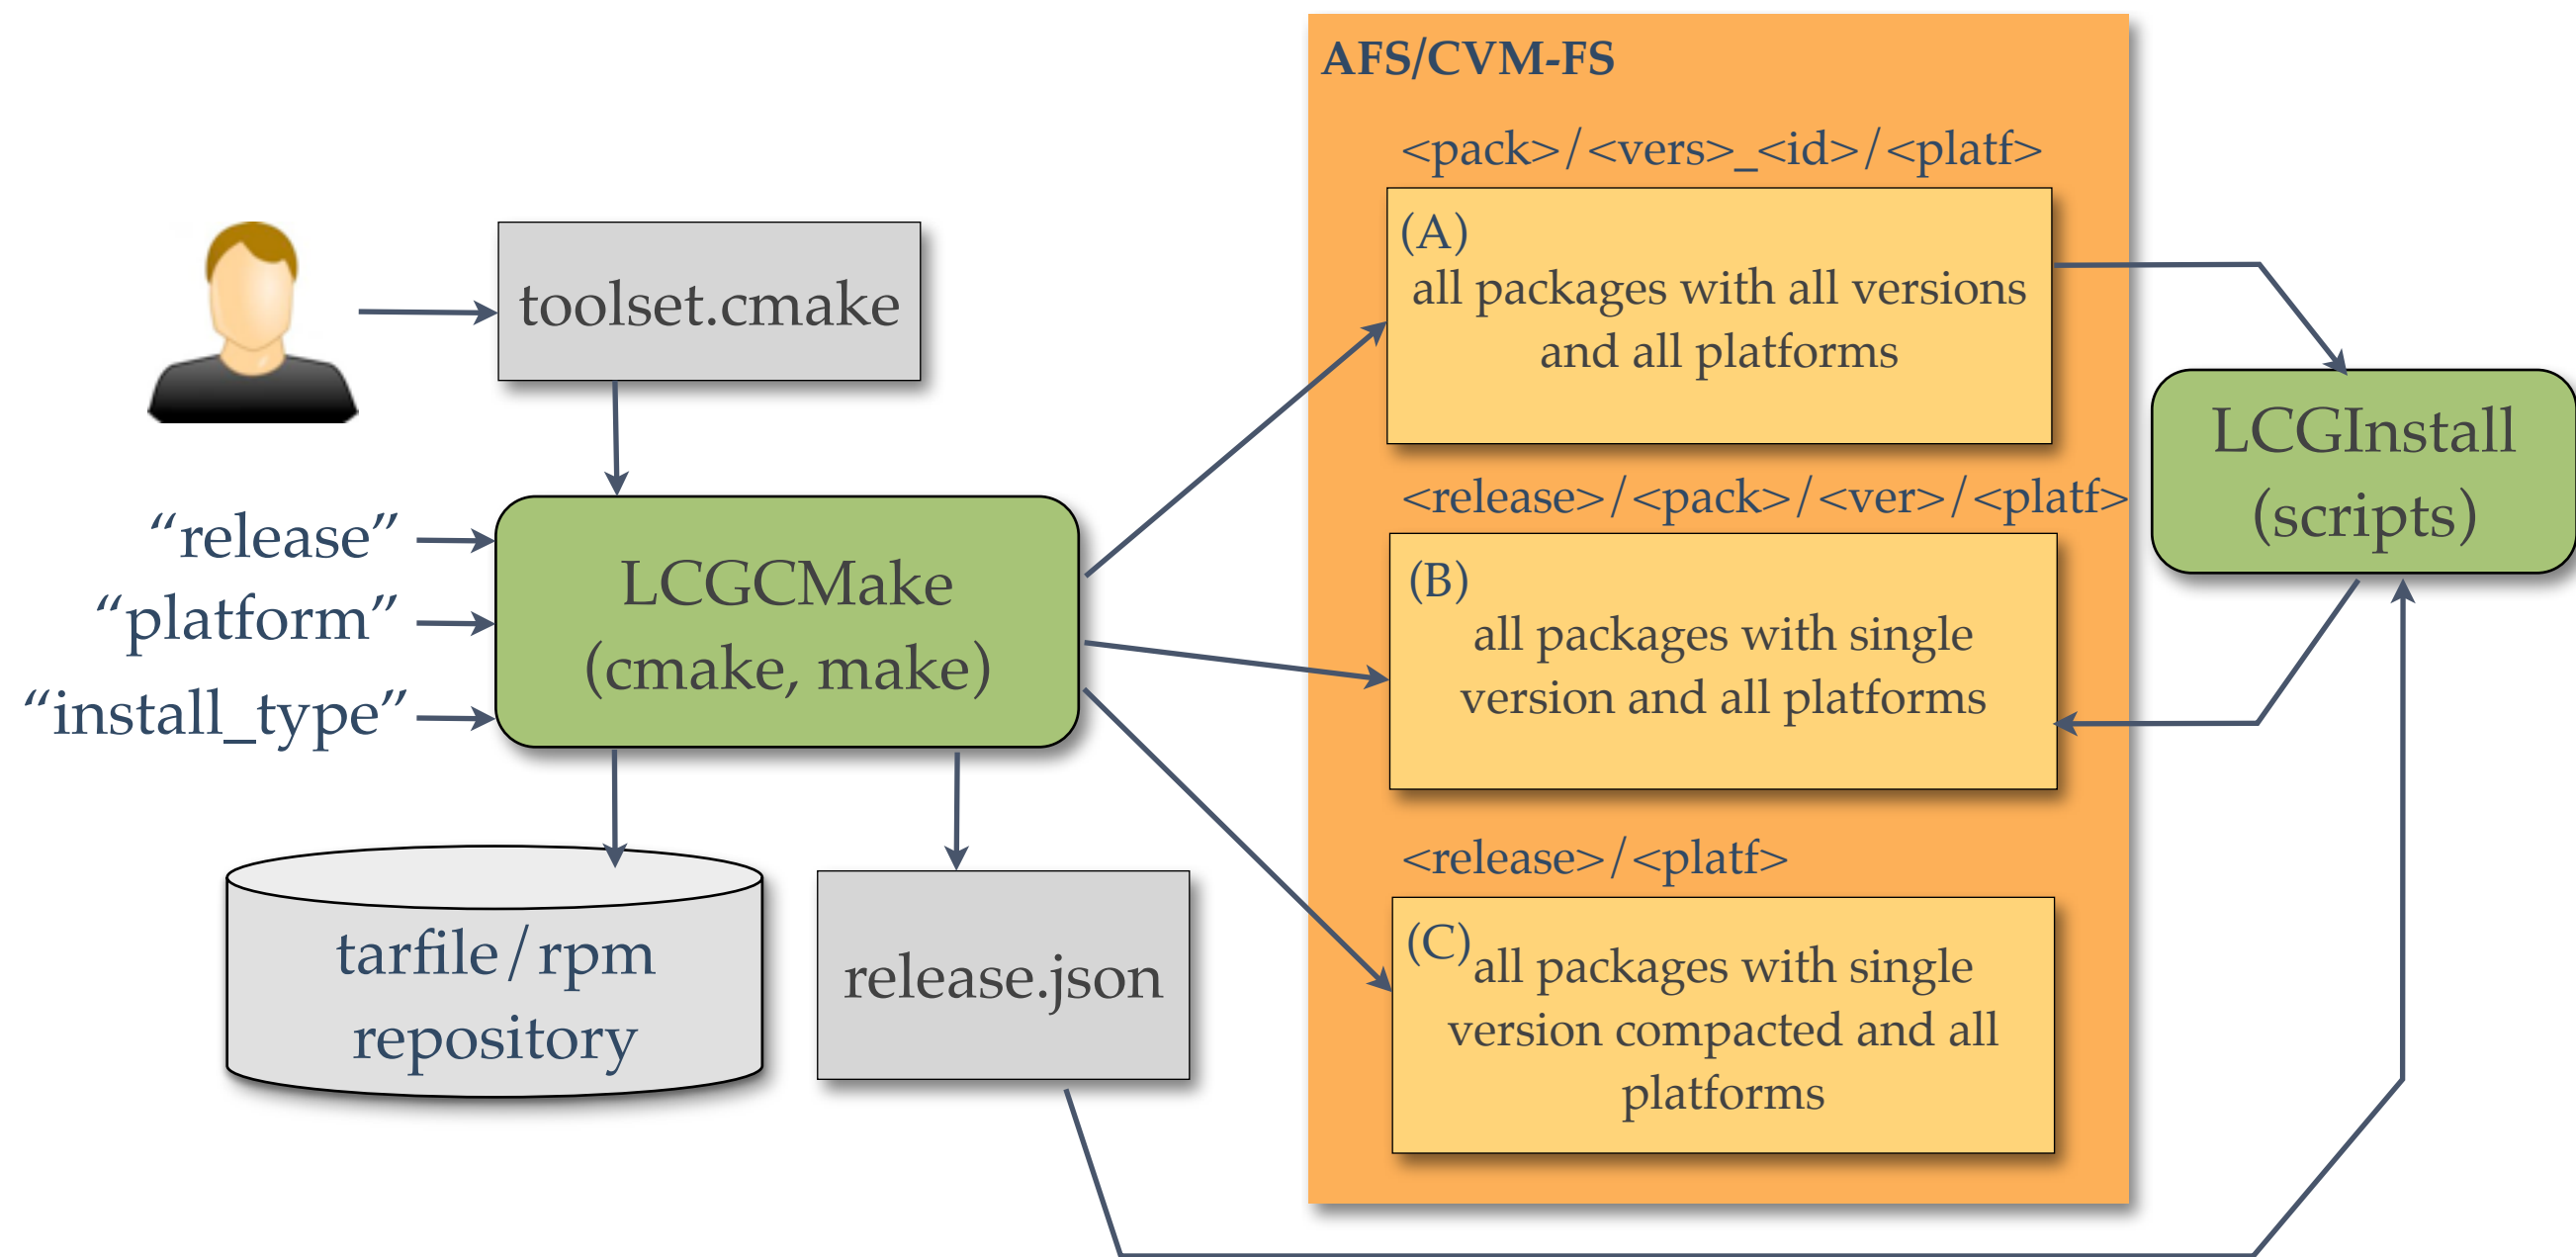 AFS/CVM-FS
<pack>/<vers>_<id>/<platf>
(A)
all packages with all versions
and all platforms
toolset.cmake
LCGInstall
(scripts)
<release>/<pack>/<ver>/<platf>
“release”
“platform”
“install_type”
LCGCMake
(cmake, make)
(B)
all packages with single
version and all platforms
<release>/<platf>
(C)
all packages with single
version compacted and all
platforms
tarfile/rpm
repository
release.json